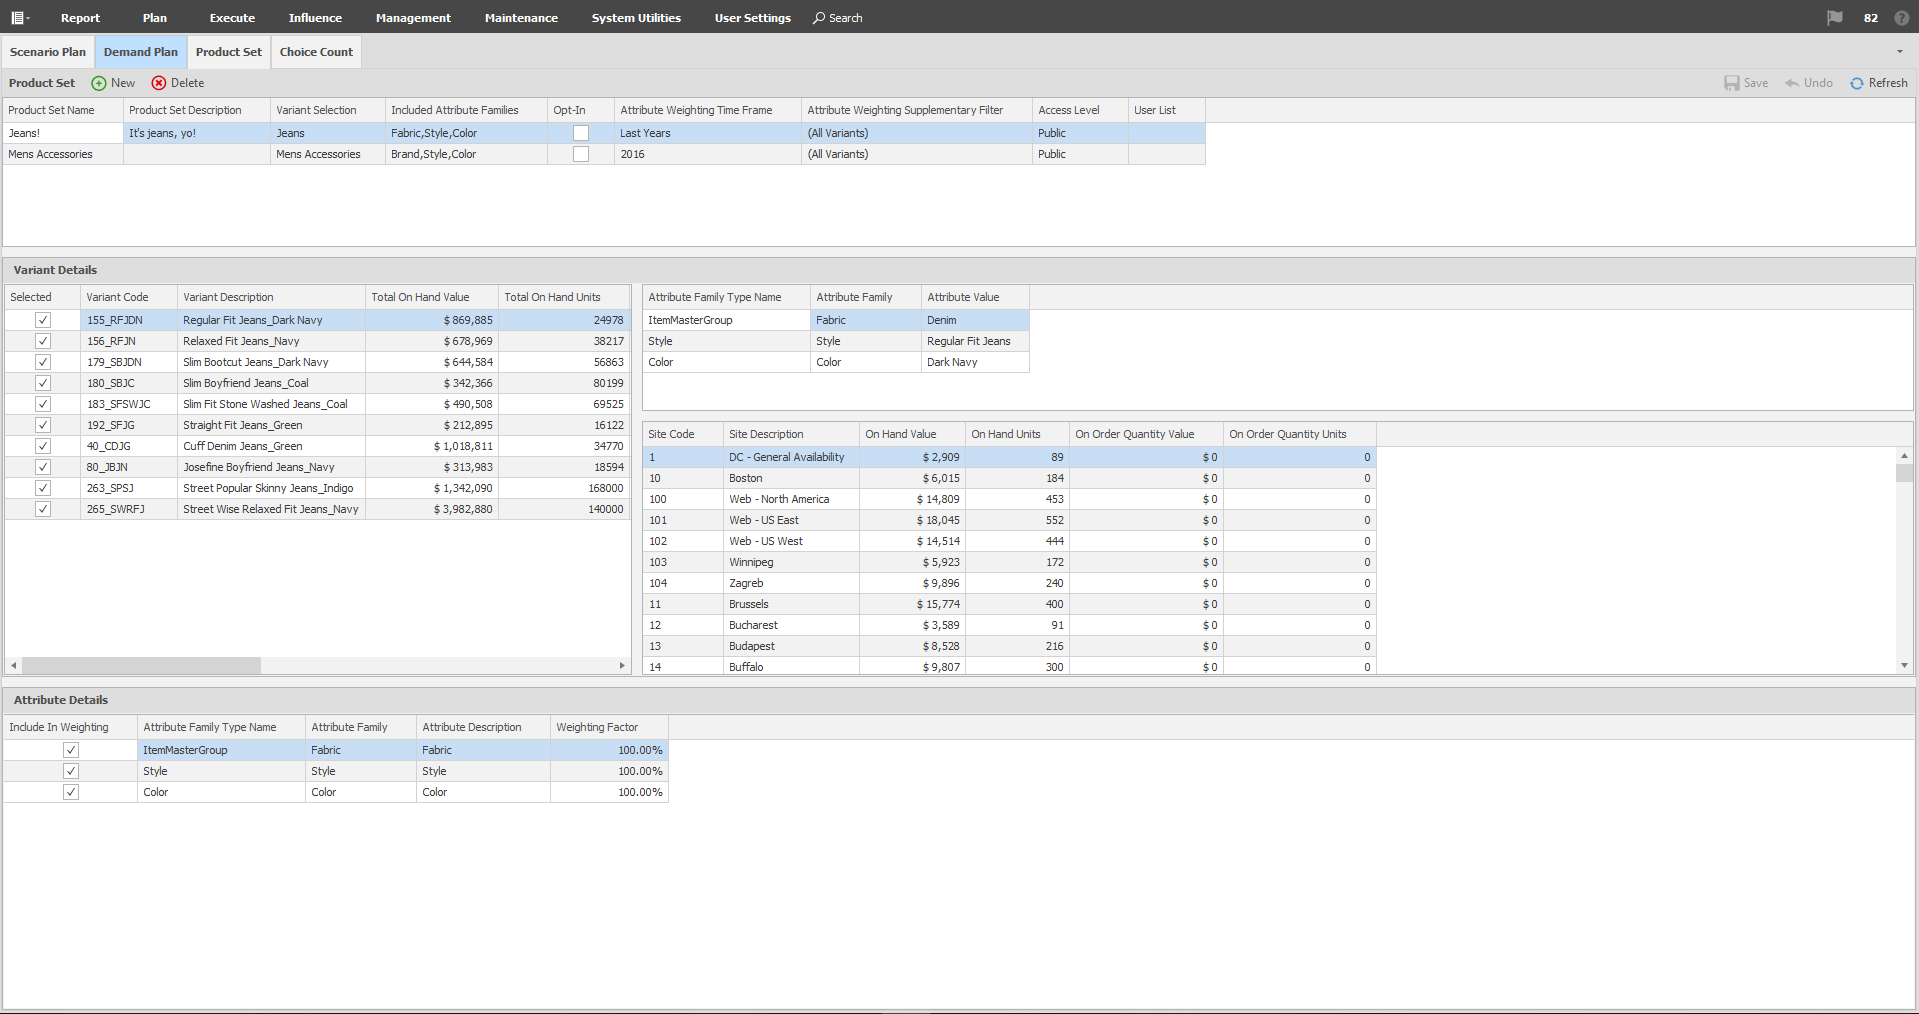 Report Plan Execute Influence Management Maintenance System Utilities User Settings Search 82 ?
Scenario Plan Demand Plan Product Set Choice Count
Product Set New Delete Save Undo Refresh
Product Set Name Product Set Description Variant Selection Included Attribute Families Opt-In Attribute Weighting Time Frame Attribute Weighting Supplementary Filter Access Level User List
Jeans! It's jeans, yo! Jeans Fabric,Style,Color Last Years (All Variants) Public
Mens Accessories Mens Accessories Brand,Style,Color 2016 (All Variants) Public
Variant Details
Selected Variant Code Variant Description Total On Hand Value Total On Hand Units
155_RFJDN Regular Fit Jeans_Dark Navy $ 869,885 24978
156_RFJN Relaxed Fit Jeans_Navy $ 678,969 38217
179_SBJDN Slim Bootcut Jeans_Dark Navy $ 644,584 56863
180_SBJC Slim Boyfriend Jeans_Coal $ 342,366 80199
183_SFSWJC Slim Fit Stone Washed Jeans_Coal $ 490,508 69525
192_SFJG Straight Fit Jeans_Green $ 212,895 16122
40_CDJG Cuff Denim Jeans_Green $ 1,018,811 34770
80_JBJN Josefine Boyfriend Jeans_Navy $ 313,983 18594
263_SPSJ Street Popular Skinny Jeans_Indigo $ 1,342,090 168000
265_SWRFJ Street Wise Relaxed Fit Jeans_Navy $ 3,982,880 140000
Attribute Family Type Name Attribute Family Attribute Value
ItemMasterGroup Fabric Denim
Style Style Regular Fit Jeans
Color Color Dark Navy
Site Code Site Description On Hand Value On Hand Units On Order Quantity Value On Order Quantity Units
1 DC - General Availability $ 2,909 89 $ 0 0
10 Boston $ 6,015 184 $ 0 0
100 Web - North America $ 14,809 453 $ 0 0
101 Web - US East $ 18,045 552 $ 0 0
102 Web - US West $ 14,514 444 $ 0 0
103 Winnipeg $ 5,923 172 $ 0 0
104 Zagreb $ 9,896 240 $ 0 0
11 Brussels $ 15,774 400 $ 0 0
12 Bucharest $ 3,589 91 $ 0 0
13 Budapest $ 8,528 216 $ 0 0
14 Buffalo $ 9,807 300 $ 0 0
Attribute Details
Include In Weighting Attribute Family Type Name Attribute Family Attribute Description Weighting Factor
ItemMasterGroup Fabric Fabric 100.00%
Style Style Style 100.00%
Color Color Color 100.00%